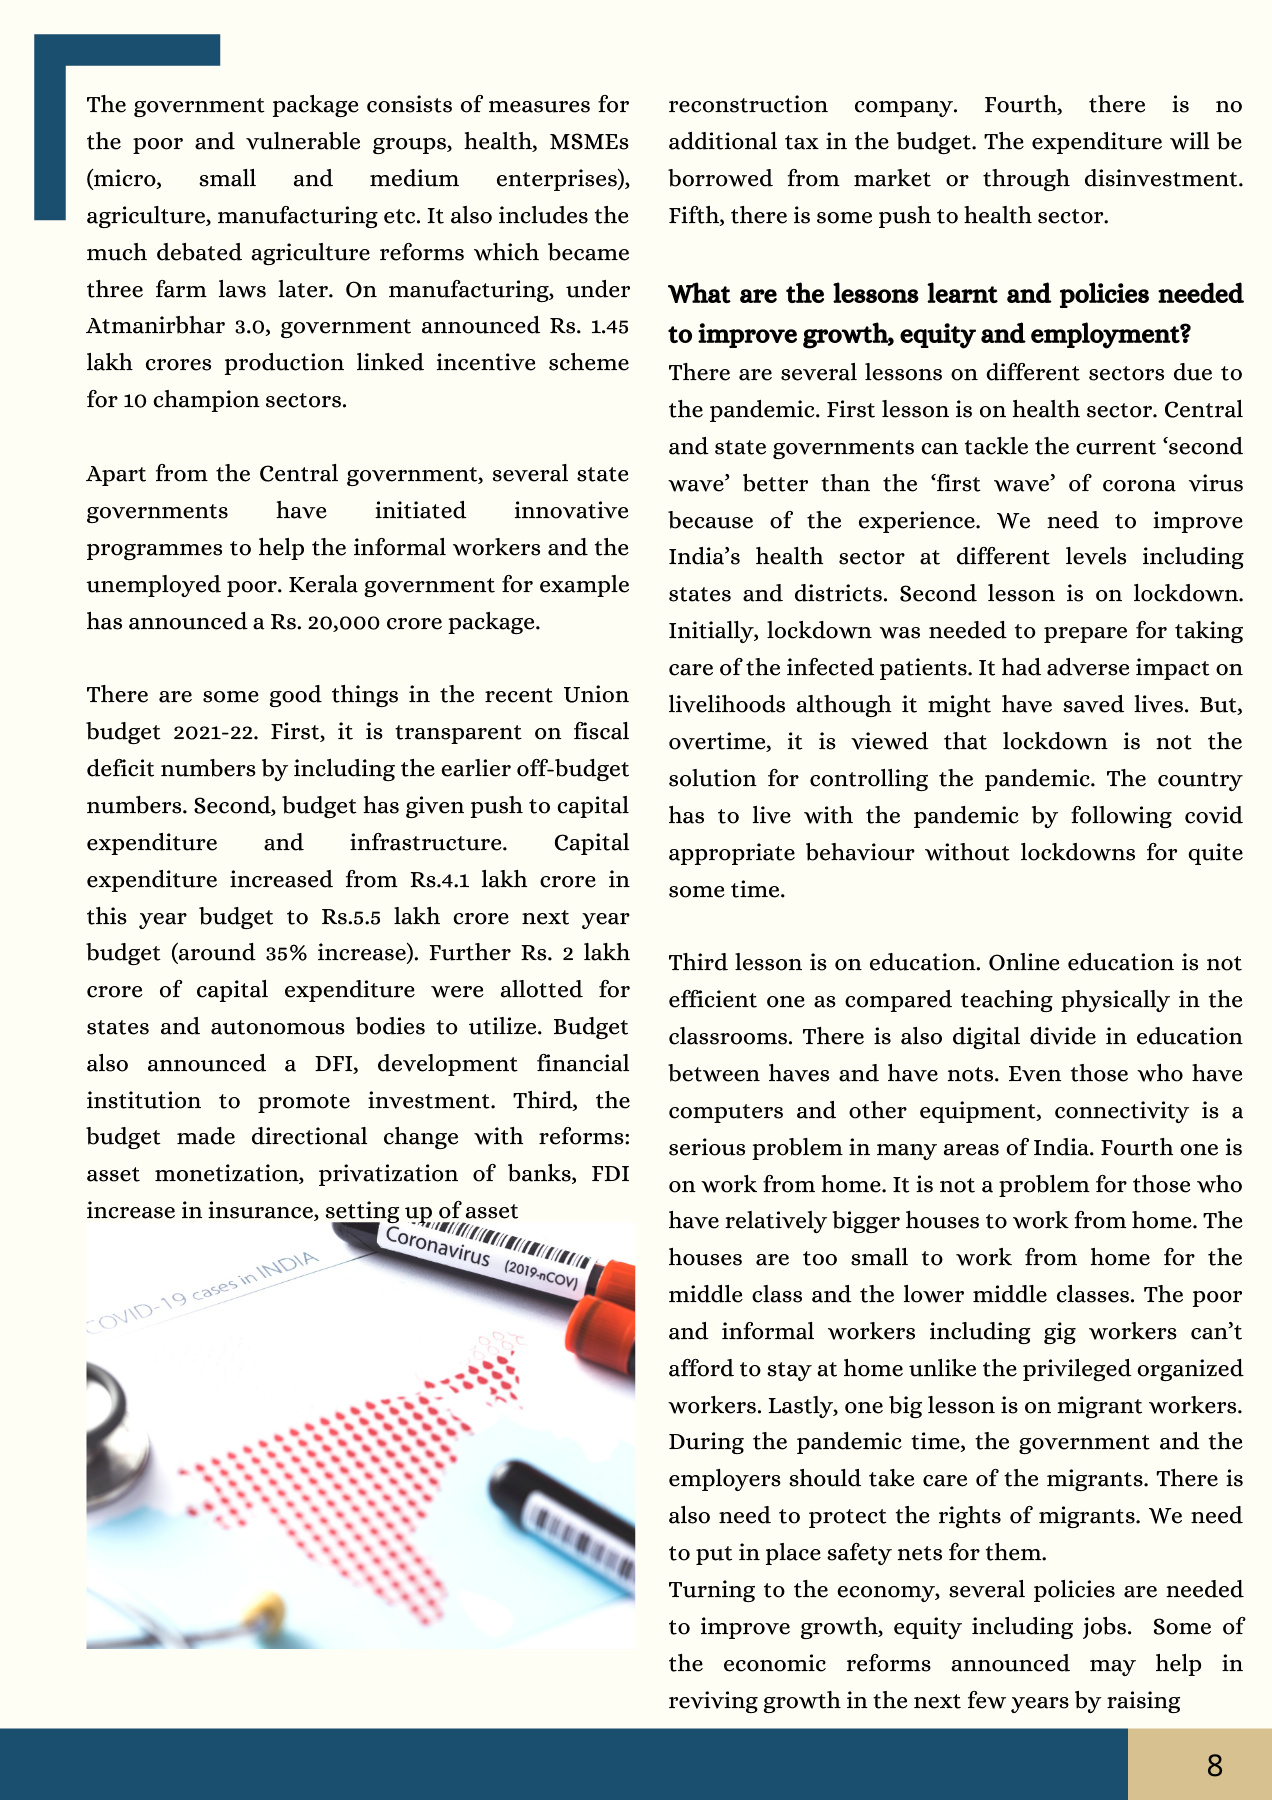 The government package consists of measures for
the poor and vulnerable groups, health, MSMEs
(micro, small and medium enterprises),
agriculture, manufacturing etc. It also includes the
much debated agriculture reforms which became
three farm laws later. On manufacturing, under
Atmanirbhar 3.0, government announced Rs. 1.45
lakh crores production linked incentive scheme
for 10 champion sectors.
Apart from the Central government, several state
governments have initiated innovative
programmes to help the informal workers and the
unemployed poor. Kerala government for example
has announced a Rs. 20,000 crore package.
There are some good things in the recent Union
budget 2021-22. First, it is transparent on fiscal
deficit numbers by including the earlier off-budget
numbers. Second, budget has given push to capital
expenditure and infrastructure. Capital
expenditure increased from Rs.4.1 lakh crore in
this year budget to Rs.5.5 lakh crore next year
budget (around 35% increase). Further Rs. 2 lakh
crore of capital expenditure were allotted for
states and autonomous bodies to utilize. Budget
also announced a DFI, development financial
institution to promote investment. Third, the
budget made directional change with reforms:
asset monetization, privatization of banks, FDI
increase in insurance, setting up of asset
Coronavirus (2019-nCOV)
COVID-19 cases in INDIA
reconstruction company. Fourth, there is no
additional tax in the budget. The expenditure will be
borrowed from market or through disinvestment.
Fifth, there is some push to health sector.
What are the lessons learnt and policies needed
to improve growth, equity and employment?
There are several lessons on different sectors due to
the pandemic. First lesson is on health sector. Central
and state governments can tackle the current ‘second
wave’ better than the ‘first wave’ of corona virus
because of the experience. We need to improve
India’s health sector at different levels including
states and districts. Second lesson is on lockdown.
Initially, lockdown was needed to prepare for taking
care of the infected patients. It had adverse impact on
livelihoods although it might have saved lives. But,
overtime, it is viewed that lockdown is not the
solution for controlling the pandemic. The country
has to live with the pandemic by following covid
appropriate behaviour without lockdowns for quite
some time.
Third lesson is on education. Online education is not
efficient one as compared teaching physically in the
classrooms. There is also digital divide in education
between haves and have nots. Even those who have
computers and other equipment, connectivity is a
serious problem in many areas of India. Fourth one is
on work from home. It is not a problem for those who
have relatively bigger houses to work from home. The
houses are too small to work from home for the
middle class and the lower middle classes. The poor
and informal workers including gig workers can’t
afford to stay at home unlike the privileged organized
workers. Lastly, one big lesson is on migrant workers.
During the pandemic time, the government and the
employers should take care of the migrants. There is
also need to protect the rights of migrants. We need
to put in place safety nets for them.
Turning to the economy, several policies are needed
to improve growth, equity including jobs. Some of
the economic reforms announced may help in
reviving growth in the next few years by raising
8